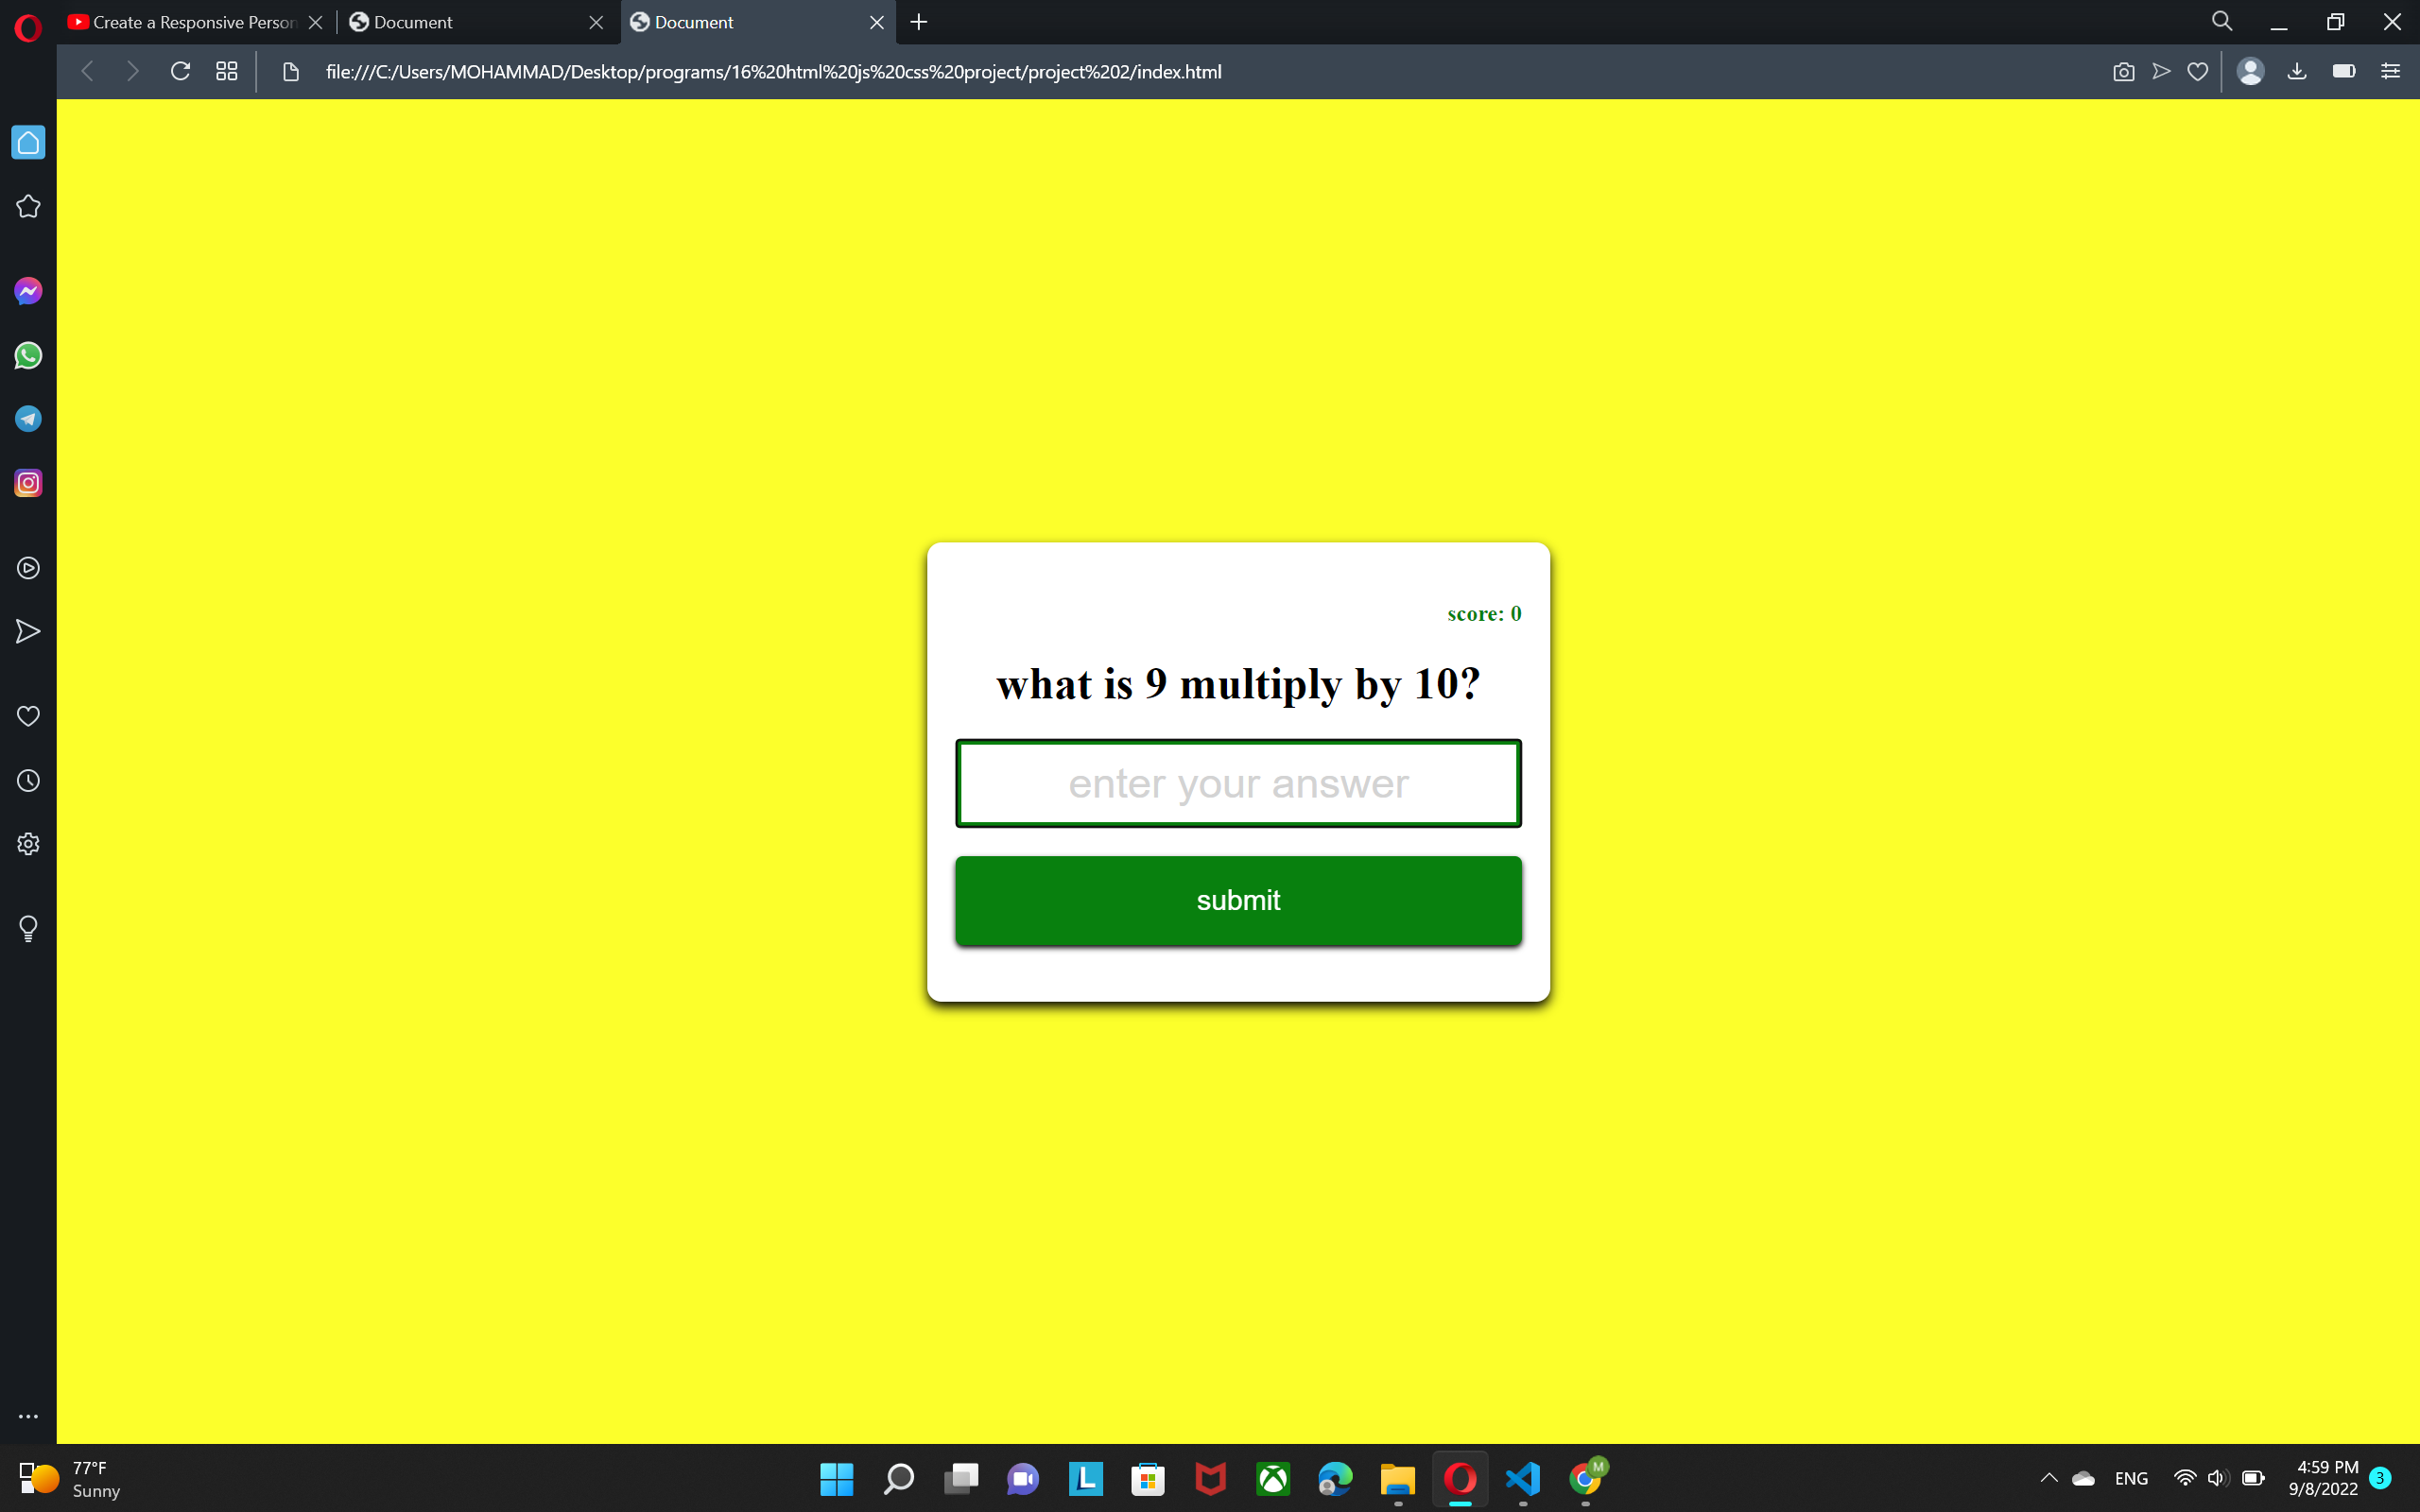 Create a Responsive Person
Document
Document
file:///C:/Users/MOHAMMAD/Desktop/programs/16%20html%20js%20css%20project/project%202/index.html
score: 0
what is 9 multiply by 10?
enter your answer
submit
77°F
Sunny
L
M
ENG
4:59 PM
9/8/2022
3